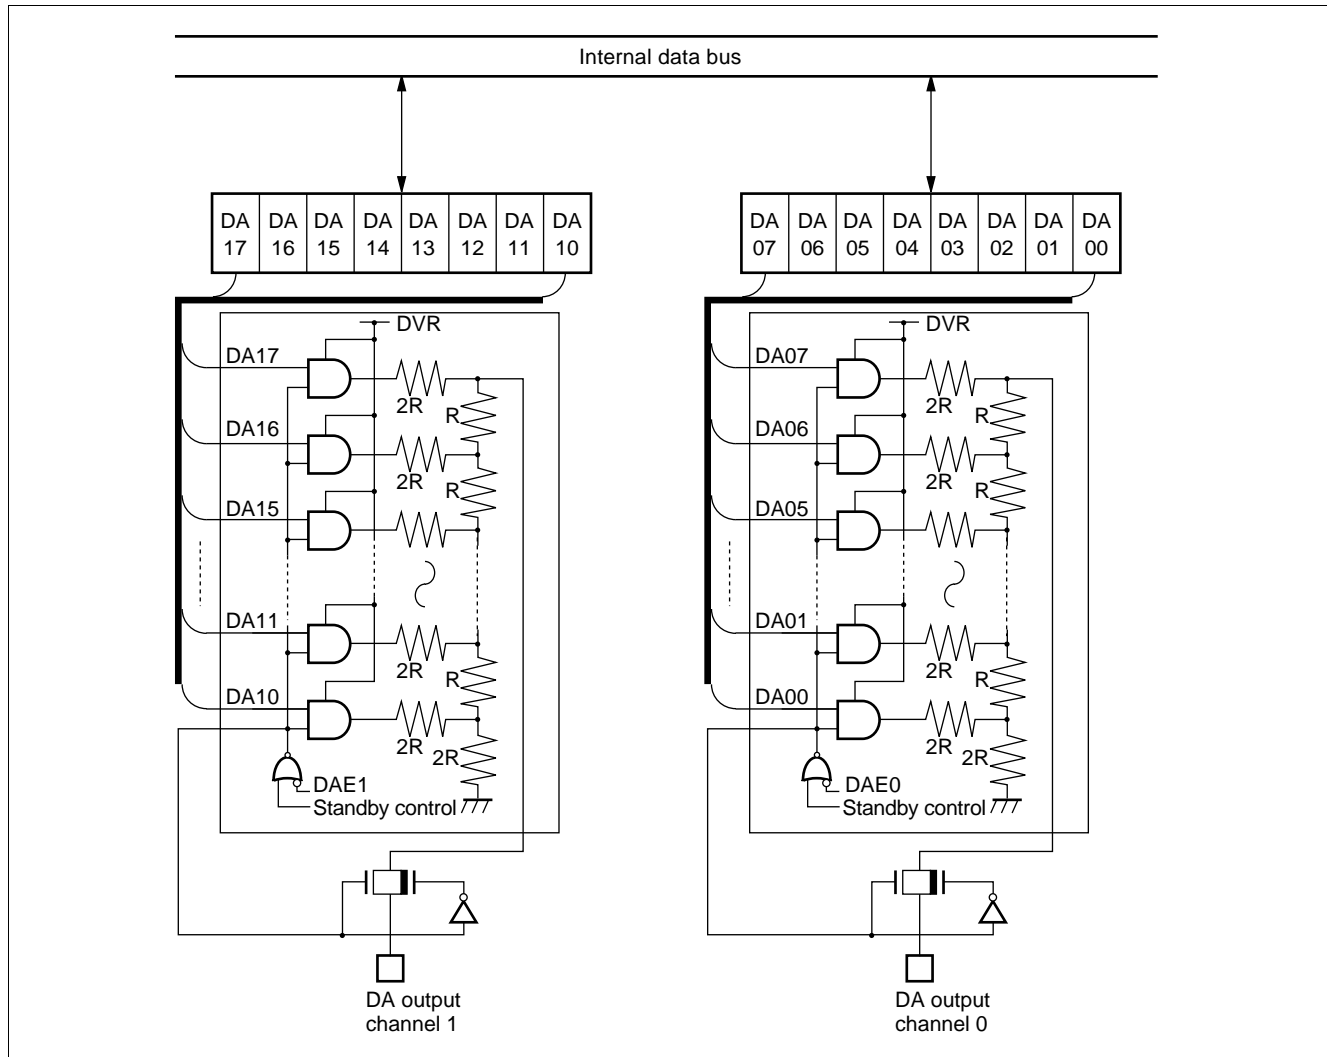 Internal data bus
DA 17 DA 16 DA 15 DA 14 DA 13 DA 12 DA 11 DA 10
DA 07 DA 06 DA 05 DA 04 DA 03 DA 02 DA 01 DA 00
DVR
DA17
2R
R
DA16
2R
R
DA15
DA11
2R
R
DA10
2R
2R
DAE1
Standby control
DA output
channel 1
DVR
DA07
2R
R
DA06
2R
R
DA05
DA01
2R
R
DA00
2R
2R
DAE0
Standby control
DA output
channel 0